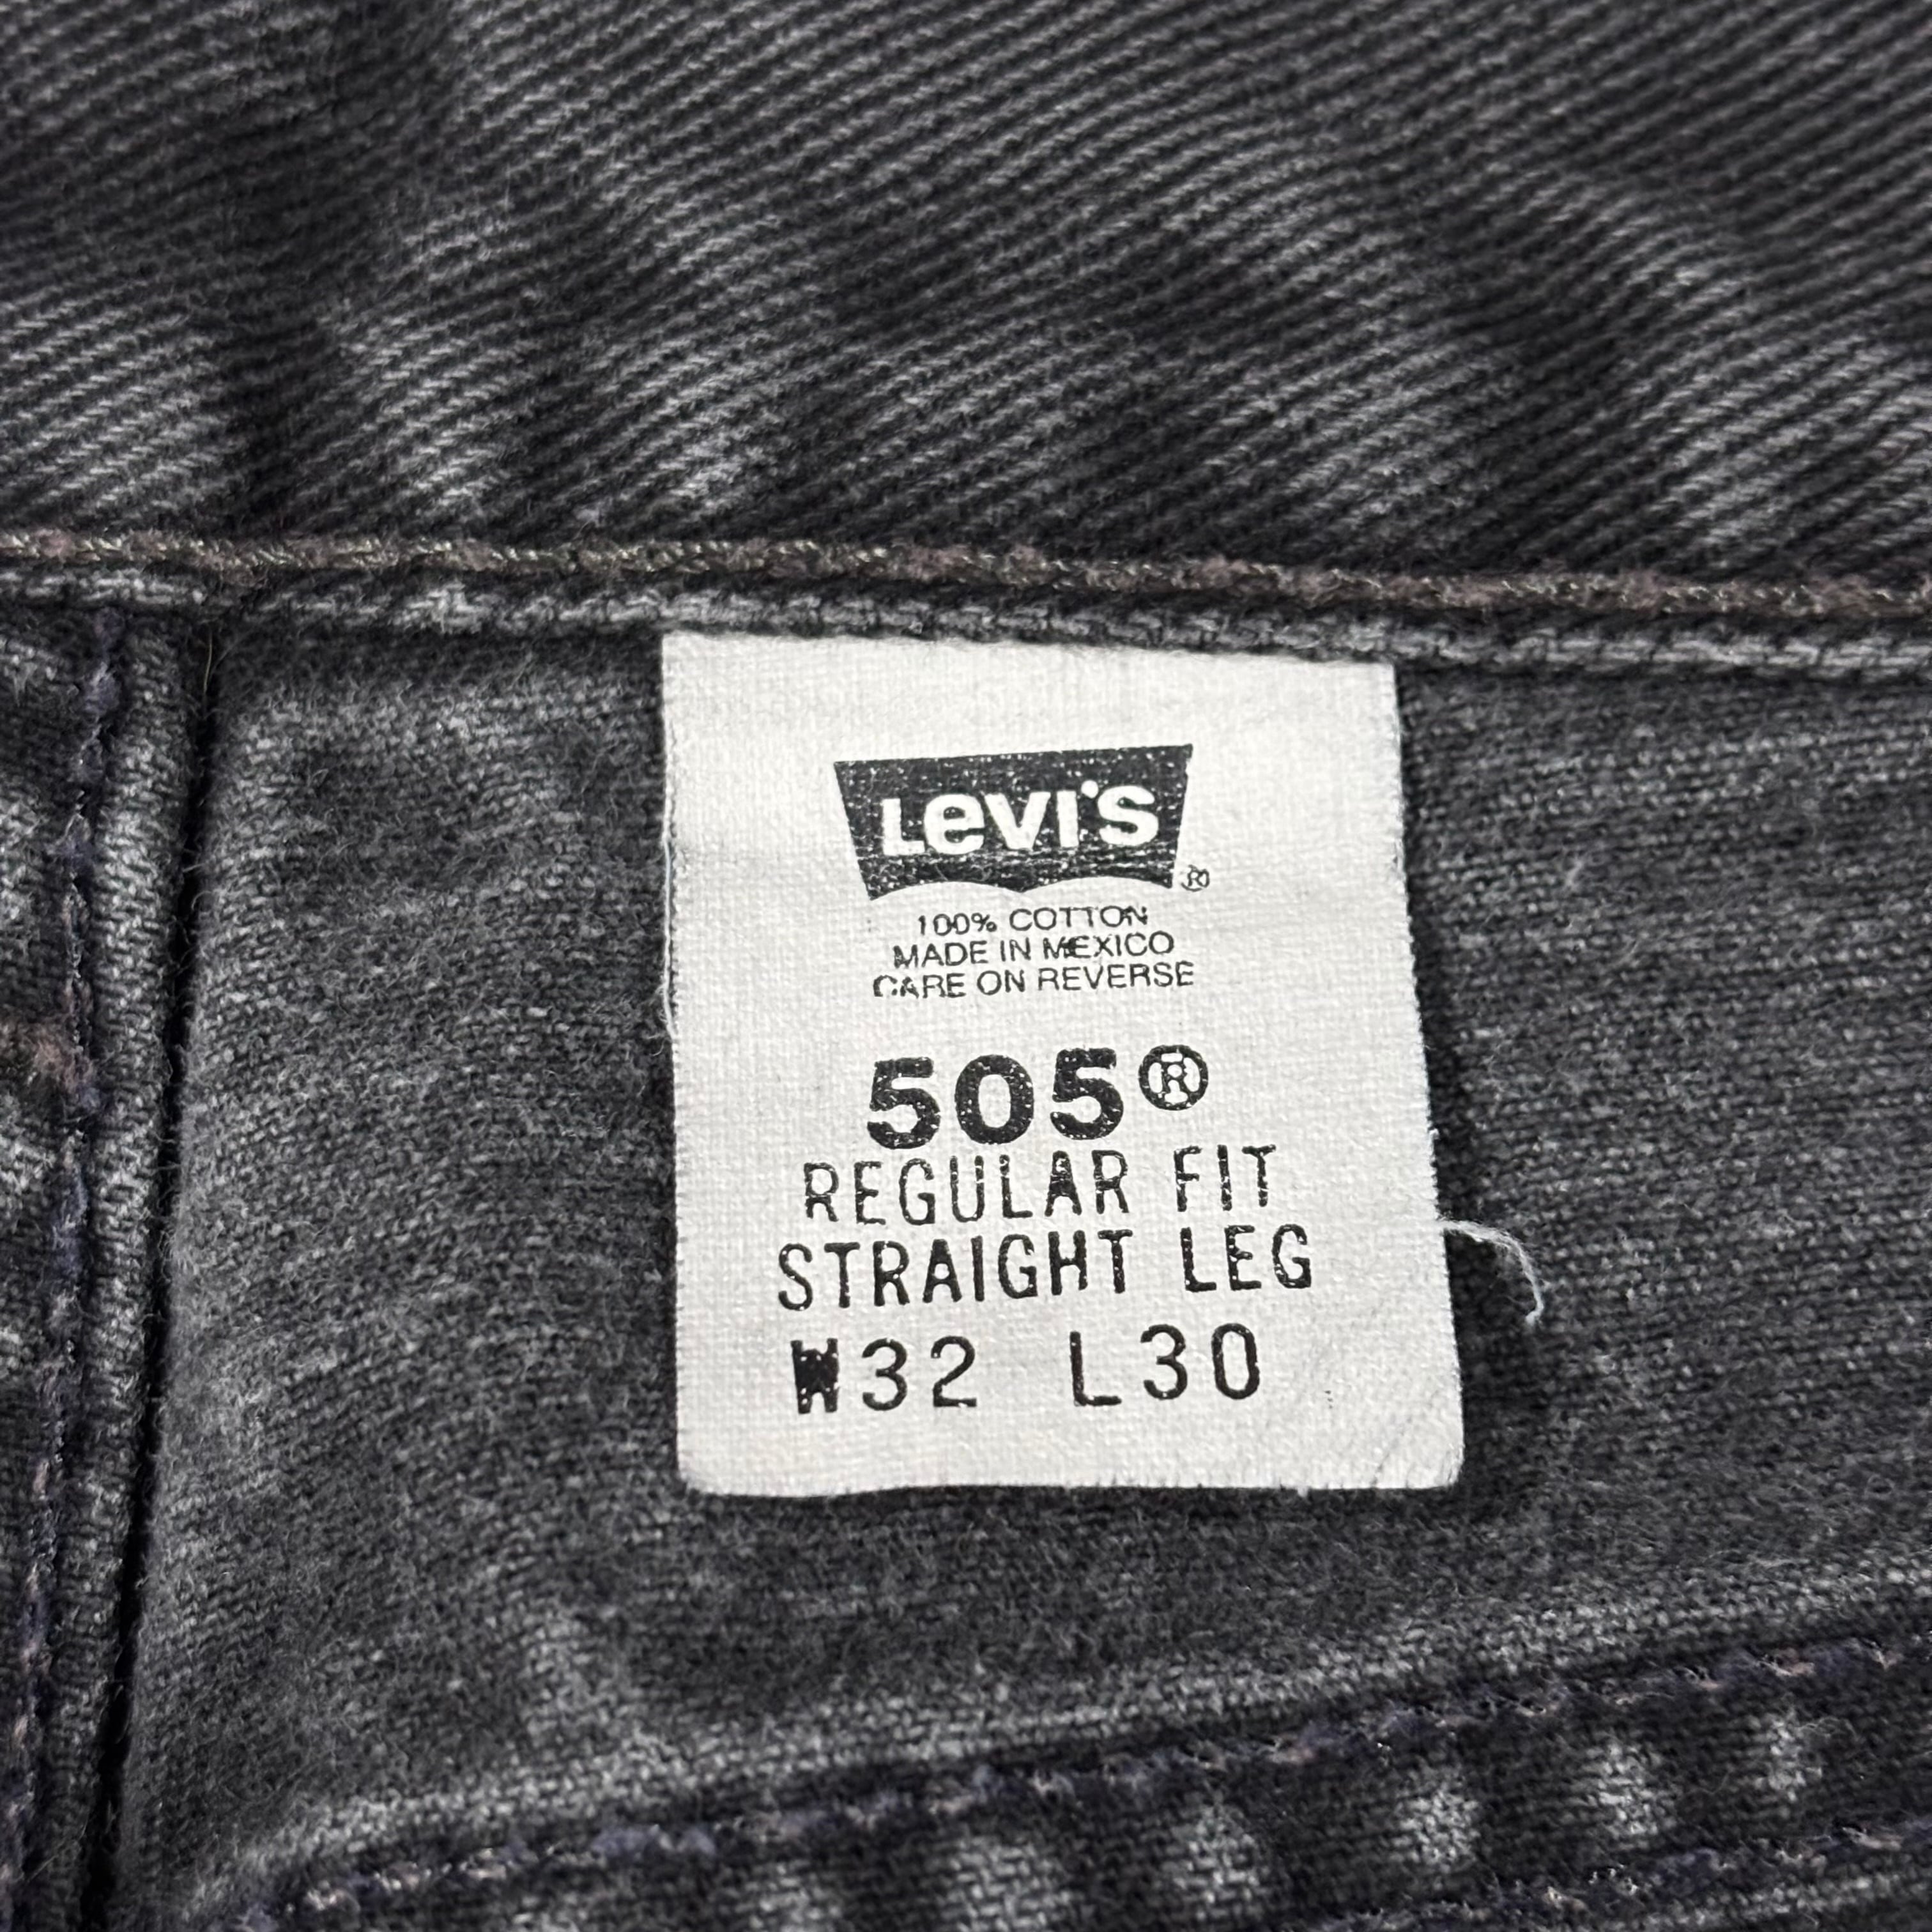 Levi's®
100% COTTON
MADE IN MEXICO
CARE ON REVERSE
505®
REGULAR FIT
STRAIGHT LEG
W32 L30